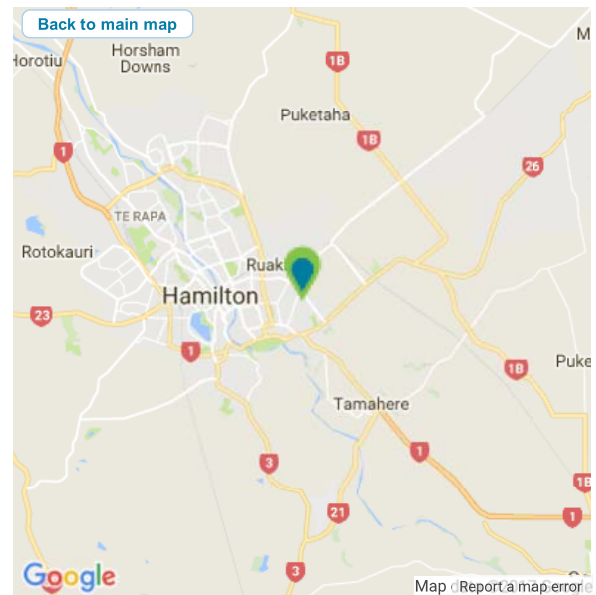 Back to main map
Horotiu
Horsham
Downs
1B
Puketaha
1B
1
26
TE RAPA
Rotokauri
Hamilton
23
1
1B
Tamahere
1
3
1B
21
1
3
Google
Map
Report a map error